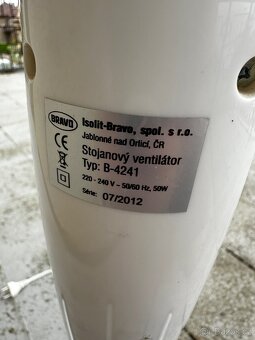 BRAVO
Isolit-Bravo, spol. s r.o.
Jablonné nad Orlicí, ČR
CE
Stojanový ventilátor
Typ: B-4241
220 - 240 V ~ 50/60 Hz, 50W
Série: 07/2012